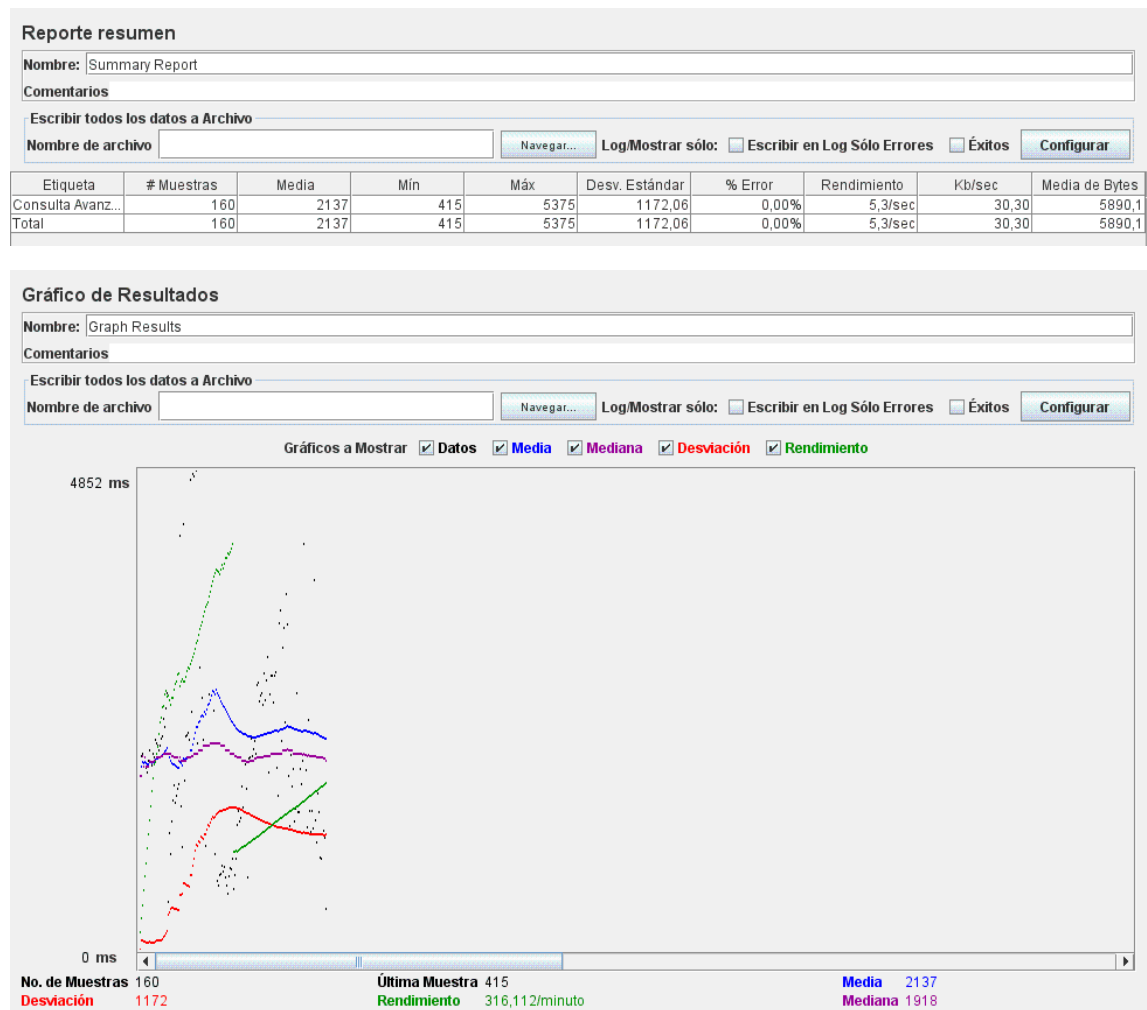 Reporte resumen
Nombre: Summary Report
Comentarios
Escribir todos los datos a Archivo
Nombre de archivo Navegar... Log/Mostrar sólo: Escribir en Log Sólo Errores Éxitos Configurar
Etiqueta # Muestras Media Mín Máx Desv. Estándar % Error Rendimiento Kb/sec Media de Bytes
Consulta Avanz... 160 2137 415 5375 1172,06 0,00% 5,3/sec 30,30 5890,1
Total 160 2137 415 5375 1172,06 0,00% 5,3/sec 30,30 5890,1
Gráfico de Resultados
Nombre: Graph Results
Comentarios
Escribir todos los datos a Archivo
Nombre de archivo Navegar... Log/Mostrar sólo: Escribir en Log Sólo Errores Éxitos Configurar
Gráficos a Mostrar Datos Media Mediana Desviación Rendimiento
4852 ms
0 ms
No. de Muestras 160 Última Muestra 415 Media 2137
Desviación 1172 Rendimiento 316,112/minuto Mediana 1918